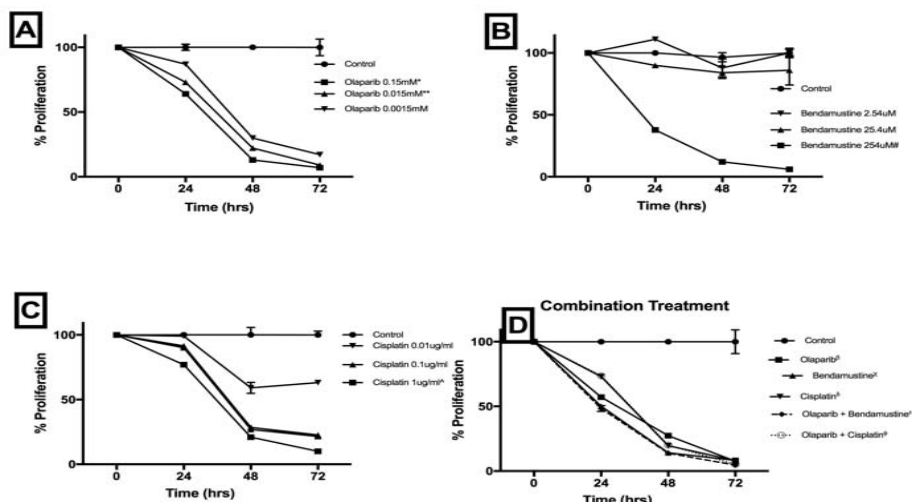 A
% Proliferation
100
50
0
0 24 48 72
Time (hrs)
Control
Olaparib 0.15mM*
Olaparib 0.015mM**
Olaparib 0.0015mM
B
% Proliferation
100
50
0
0 24 48 72
Time (hrs)
Control
Bendamustine 2.54uM
Bendamustine 25.4uM
Bendamustine 254uM#
C
% Proliferation
100
50
0
0 24 48 72
Time (hrs)
Control
Cisplatin 0.01ug/ml
Cisplatin 0.1ug/ml
Cisplatin 1ug/ml^
Combination Treatment
D
% Proliferation
100
50
0
0 24 48 72
Time (hrs)
Control
Olaparibᵝ
Bendamustine
Cisplatin
Olaparib + Bendamustine
Olaparib + Cisplatin